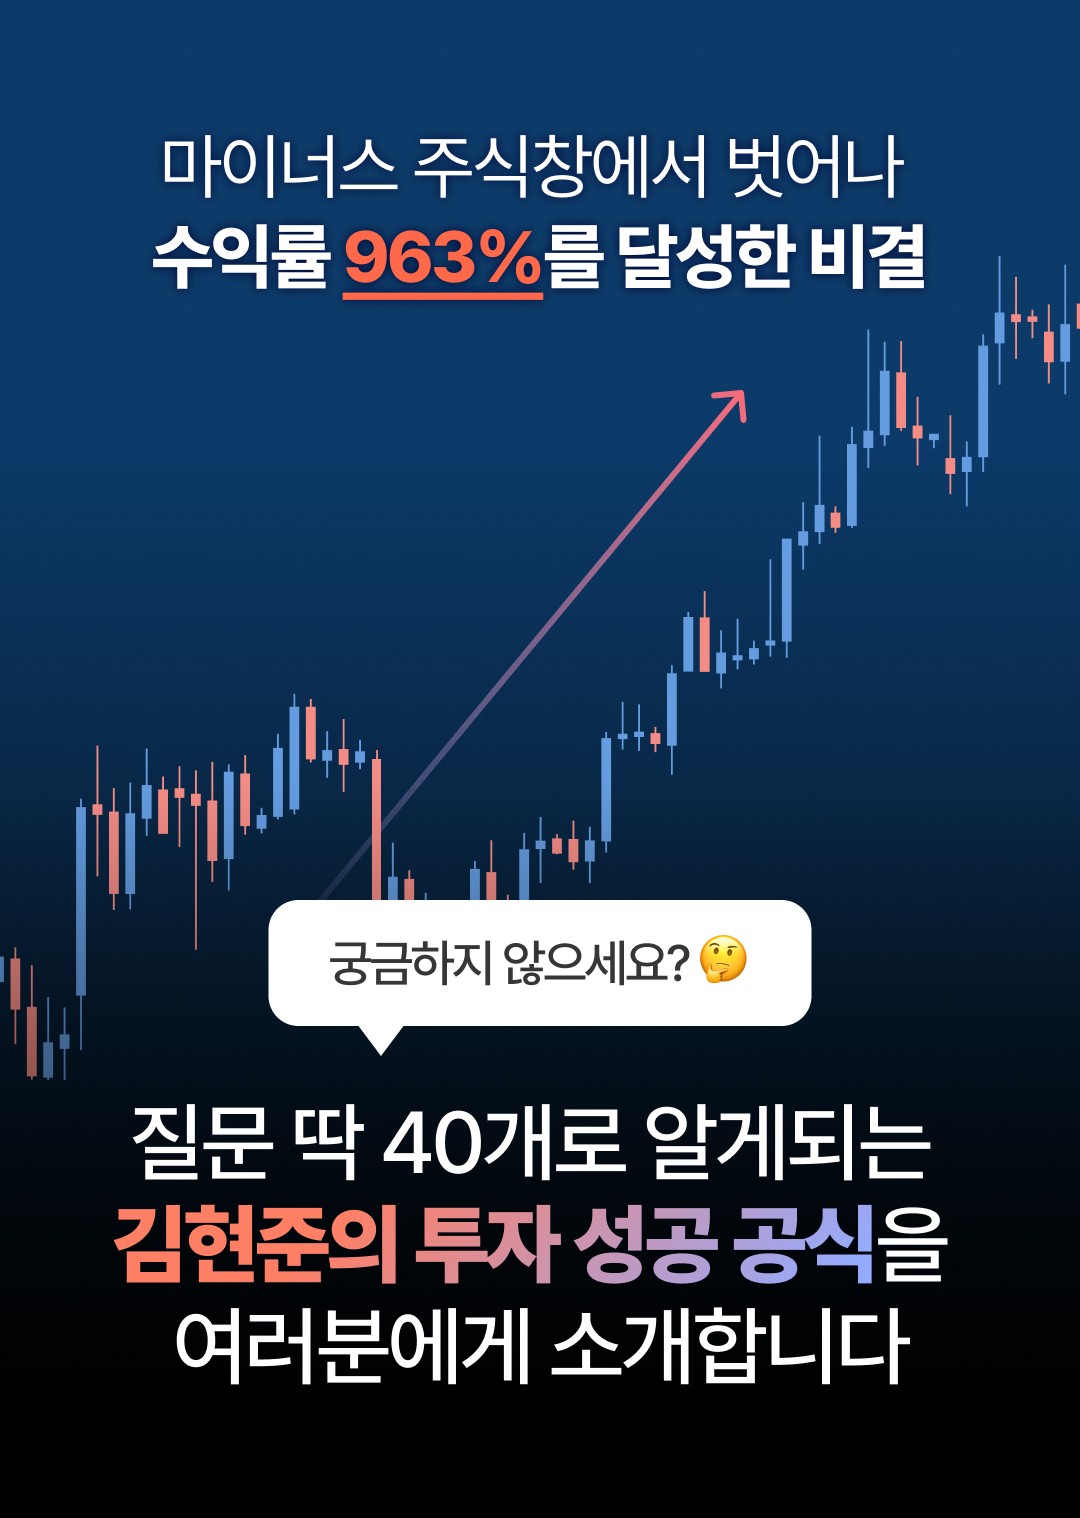 마이너스 주식창에서 벗어나
수익률 963%를 달성한 비결
궁금하지 않으세요? 🤔
질문 딱 40개로 알게되는
김현준의 투자 성공 공식을
여러분에게 소개합니다